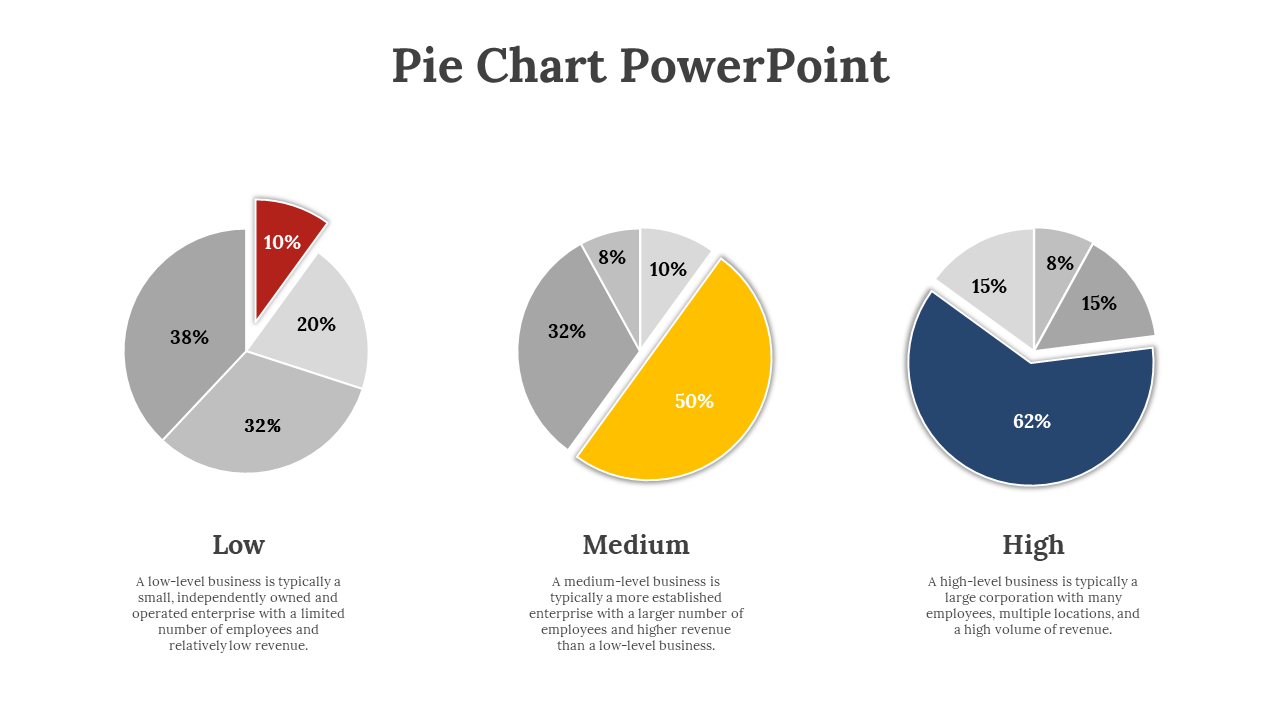 Pie Chart PowerPoint
10%
38%
20%
32%
8%
10%
32%
50%
8%
15%
15%
62%
Low
A low-level business is typically a
small, independently owned and
operated enterprise with a limited
number of employees and
relatively low revenue.
Medium
A medium-level business is
typically a more established
enterprise with a larger number of
employees and higher revenue
than a low-level business.
High
A high-level business is typically a
large corporation with many
employees, multiple locations, and
a high volume of revenue.